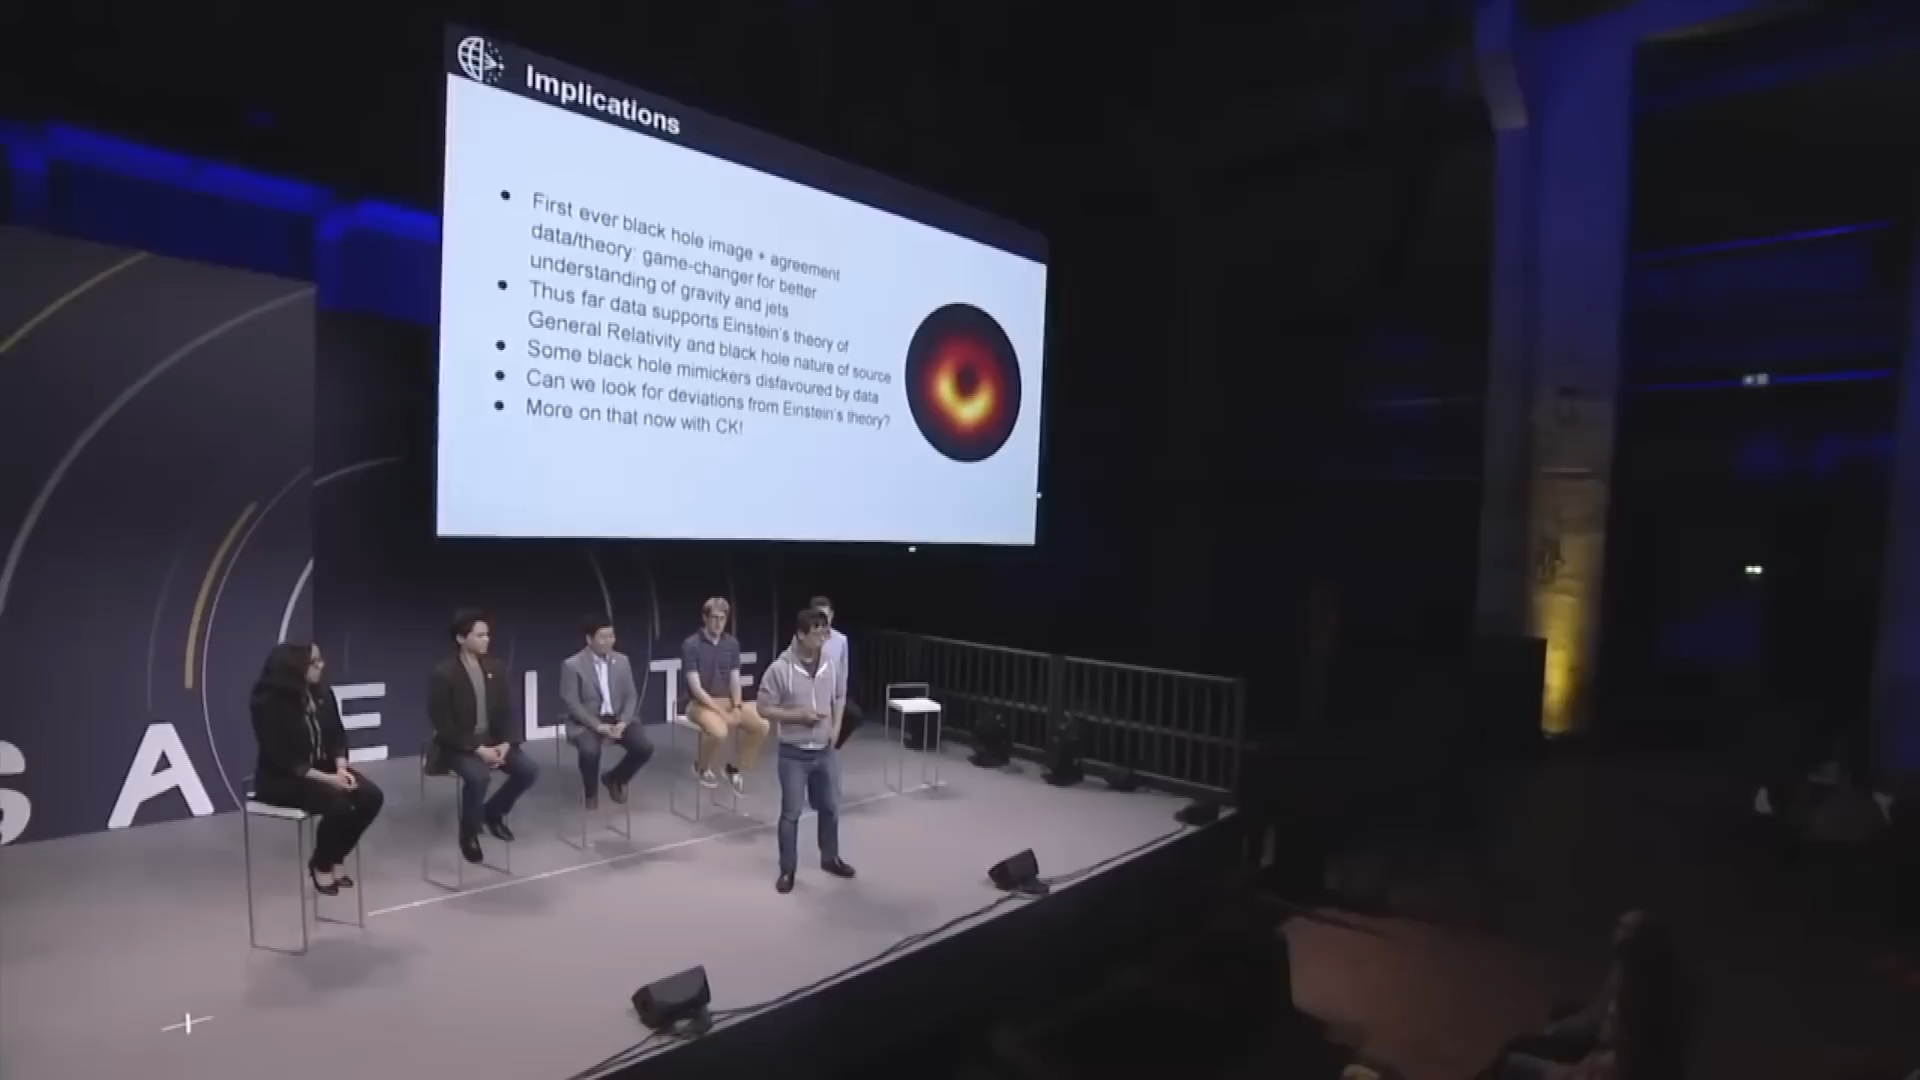 Implications
● First ever black hole image + agreement
data/theory: game-changer for better
understanding of gravity and jets
● Thus far data supports Einstein's theory of
General Relativity and black hole nature of source
● Some black hole mimickers disfavoured by data
● Can we look for deviations from Einstein's theory?
● More on that now with CK!
S A E L T E